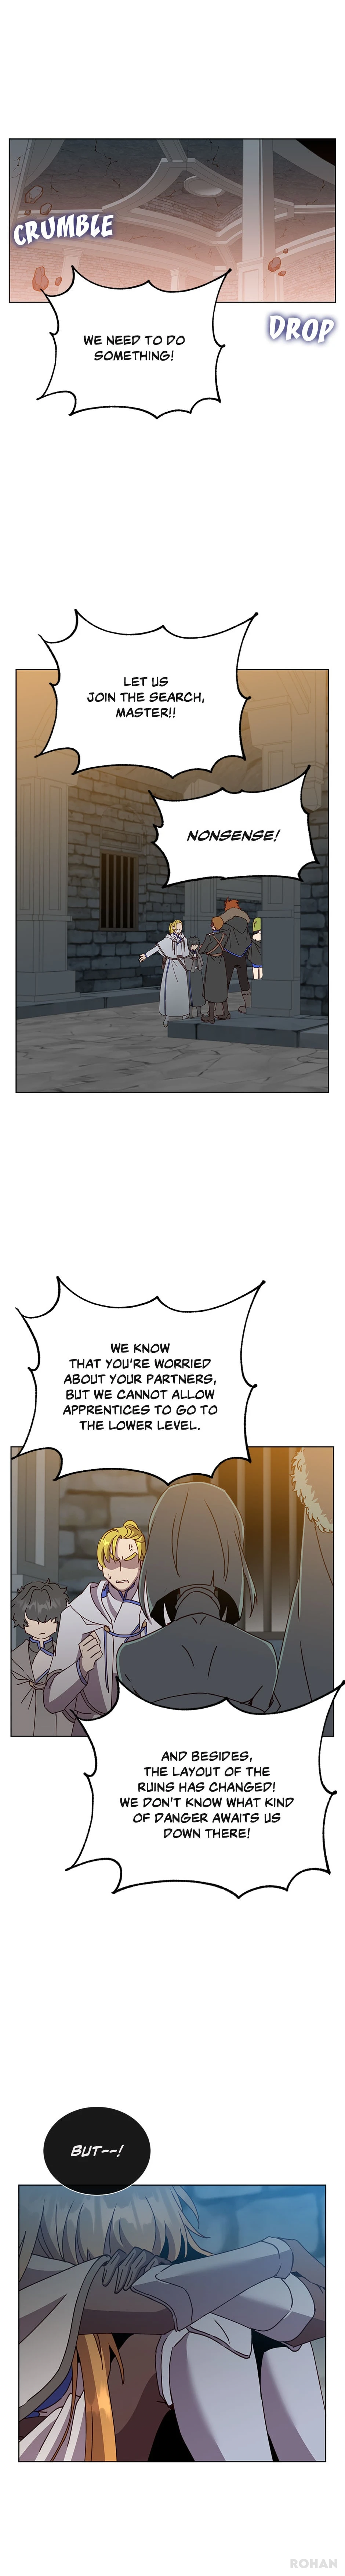 CRUMBLE
WE NEED TO DO
SOMETHING!
DROP
LET US
JOIN THE SEARCH,
MASTER!!
NONSENSE!
WE KNOW
THAT YOU'RE WORRIED
ABOUT YOUR PARTNERS,
BUT WE CANNOT ALLOW
APPRENTICES TO GO TO
THE LOWER LEVEL.
AND BESIDES,
THE LAYOUT OF THE
RUINS HAS CHANGED!
WE DON'T KNOW WHAT KIND
OF DANGER AWAITS US
DOWN THERE!
BUT--!
ROHAN